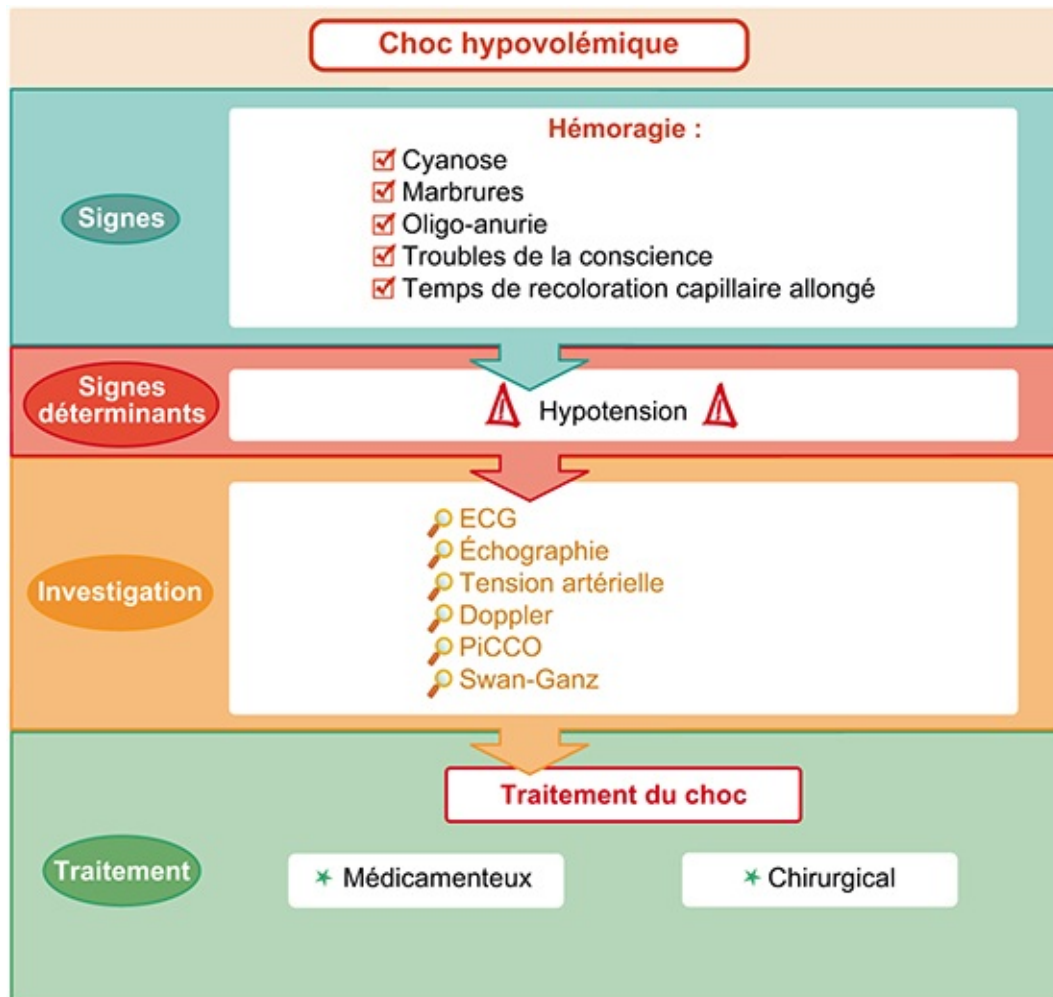 Choc hypovolémique
Hémoragie :
Cyanose
Marbrures
Oligo-anurie
Troubles de la conscience
Temps de recoloration capillaire allongé
Signes
Signes
déterminants
Hypotension
Investigation
ECG
Échographie
Tension artérielle
Doppler
PiCCO
Swan-Ganz
Traitement du choc
Traitement
Médicamenteux
Chirurgical